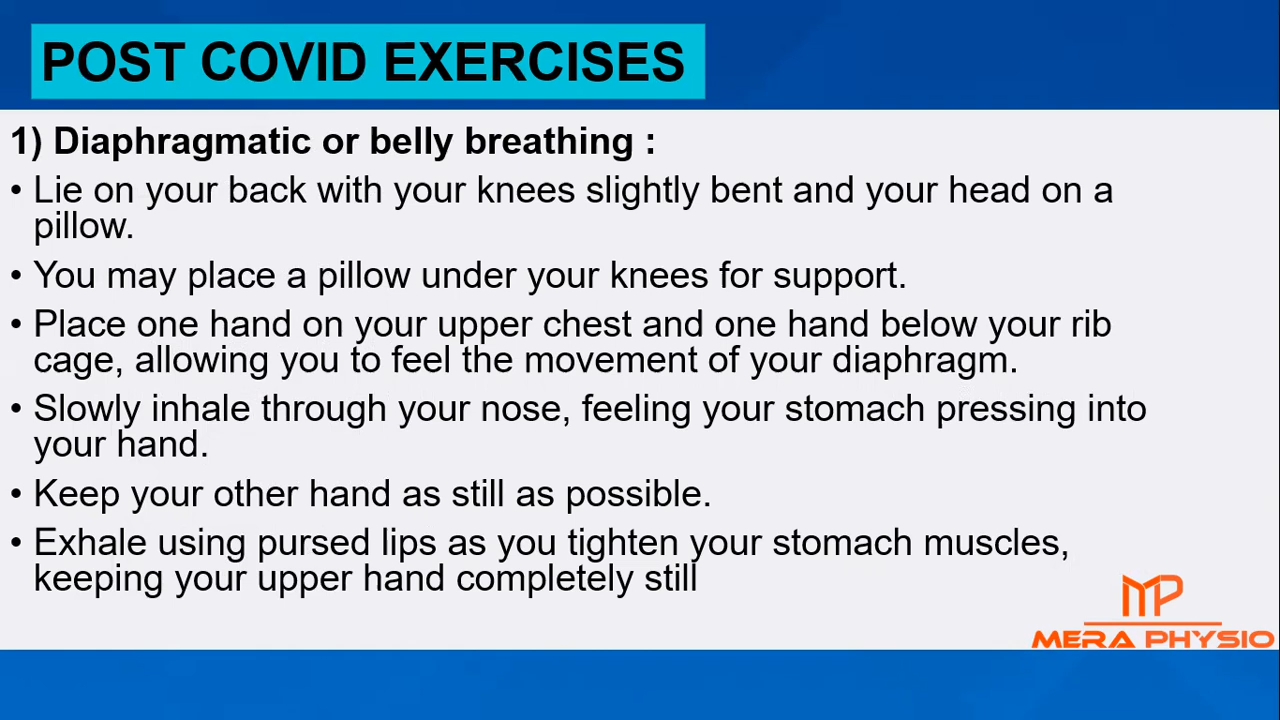 POST COVID EXERCISES
1) Diaphragmatic or belly breathing :
• Lie on your back with your knees slightly bent and your head on a
pillow.
• You may place a pillow under your knees for support.
• Place one hand on your upper chest and one hand below your rib
cage, allowing you to feel the movement of your diaphragm.
• Slowly inhale through your nose, feeling your stomach pressing into
your hand.
• Keep your other hand as still as possible.
• Exhale using pursed lips as you tighten your stomach muscles,
keeping your upper hand completely still
MP
MERA PHYSIO